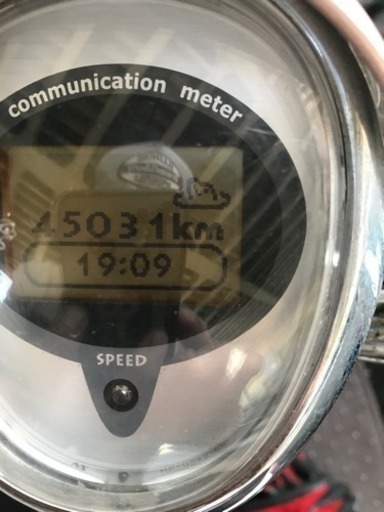 communication meter
45031km
19:09
SPEED